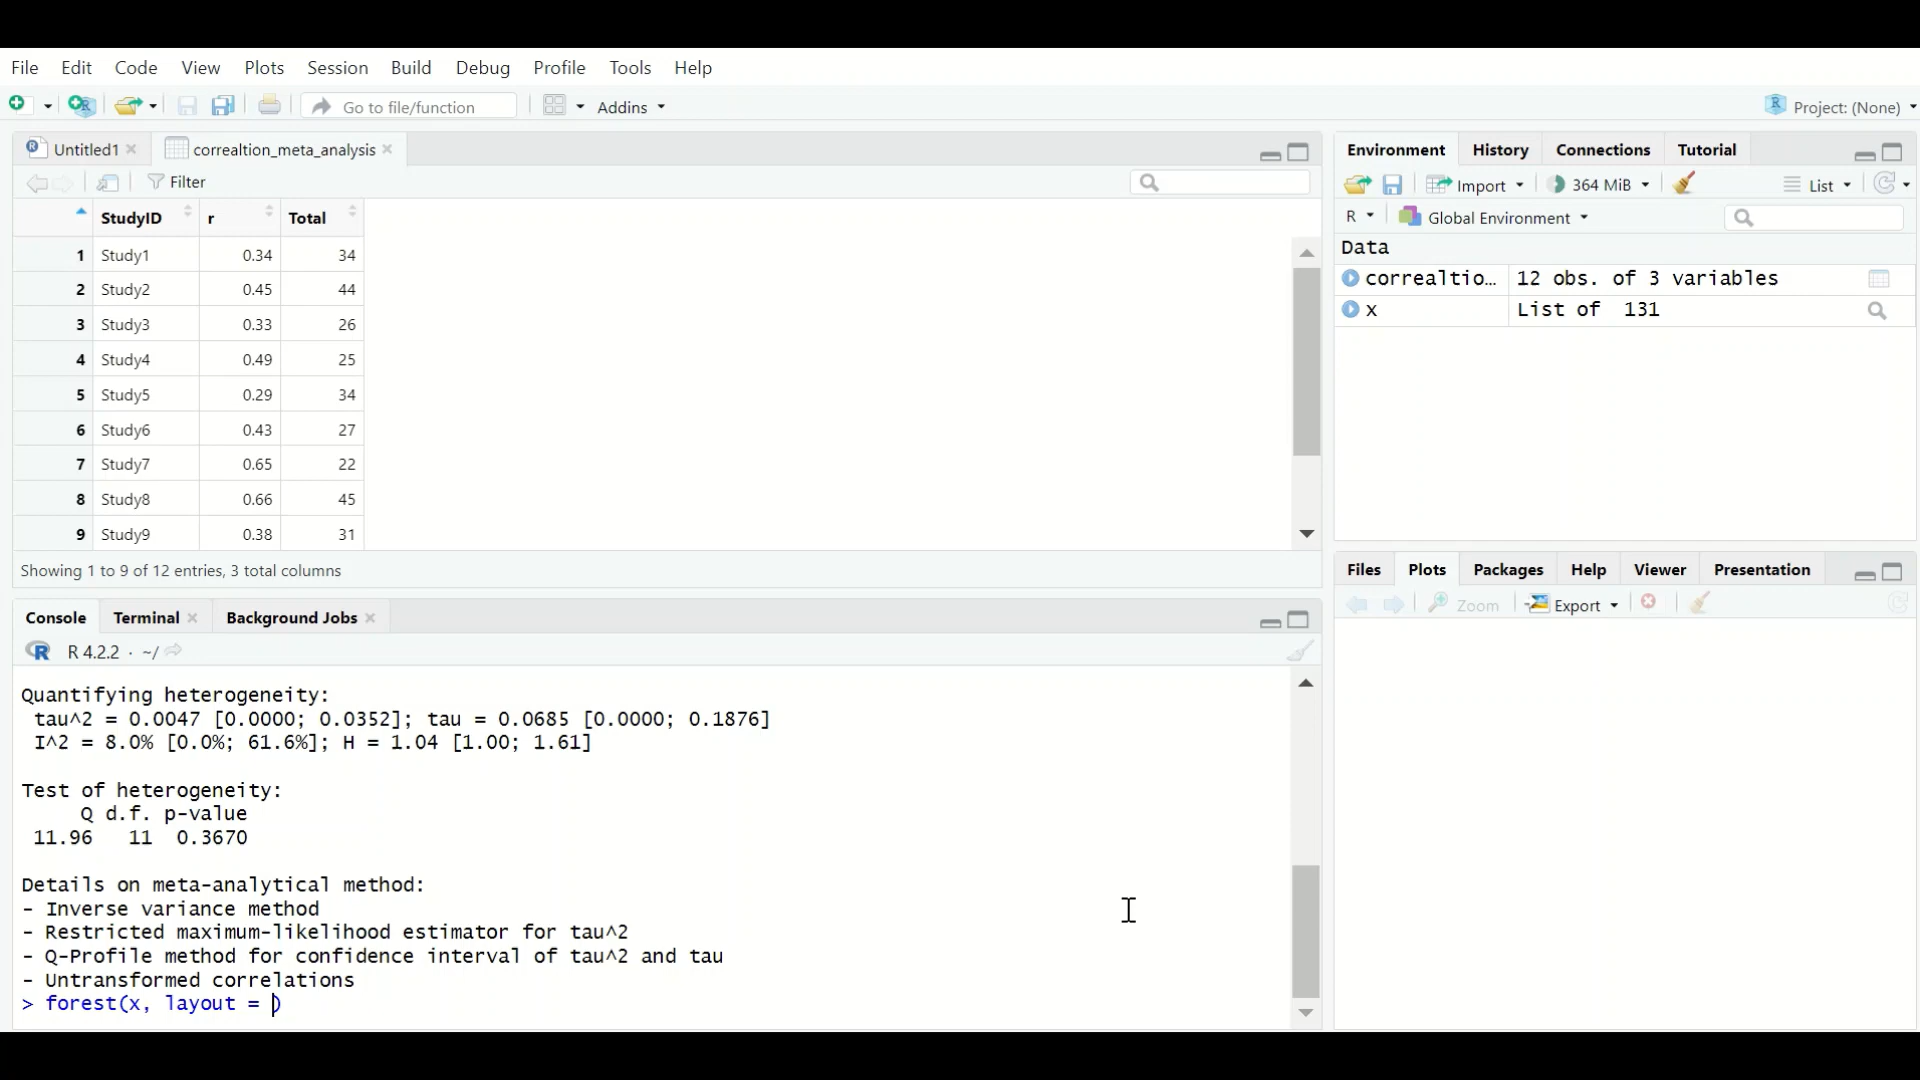 File Edit Code View Plots Session Build Debug Profile Tools Help
Go to file/function Addins Project: (None)
Untitled1 correaltion_meta_analysis
Filter
StudyID r Total
1 Study1 0.34 34
2 Study2 0.45 44
3 Study3 0.33 26
4 Study4 0.49 25
5 Study5 0.29 34
6 Study6 0.43 27
7 Study7 0.65 22
8 Study8 0.66 45
9 Study9 0.38 31
Showing 1 to 9 of 12 entries, 3 total columns
Console Terminal Background Jobs
R 4.2.2 · ~/
Quantifying heterogeneity:
tau^2 = 0.0047 [0.0000; 0.0352]; tau = 0.0685 [0.0000; 0.1876]
I^2 = 8.0% [0.0%; 61.6%]; H = 1.04 [1.00; 1.61]
Test of heterogeneity:
Q d.f. p-value
11.96 11 0.3670
Details on meta-analytical method:
- Inverse variance method
- Restricted maximum-likelihood estimator for tau^2
- Q-Profile method for confidence interval of tau^2 and tau
- Untransformed correlations
> forest(x, layout = )
Environment History Connections Tutorial
Import 364 MiB List
R Global Environment
Data
correaltio… 12 obs. of 3 variables
x List of 131
Files Plots Packages Help Viewer Presentation
Zoom Export